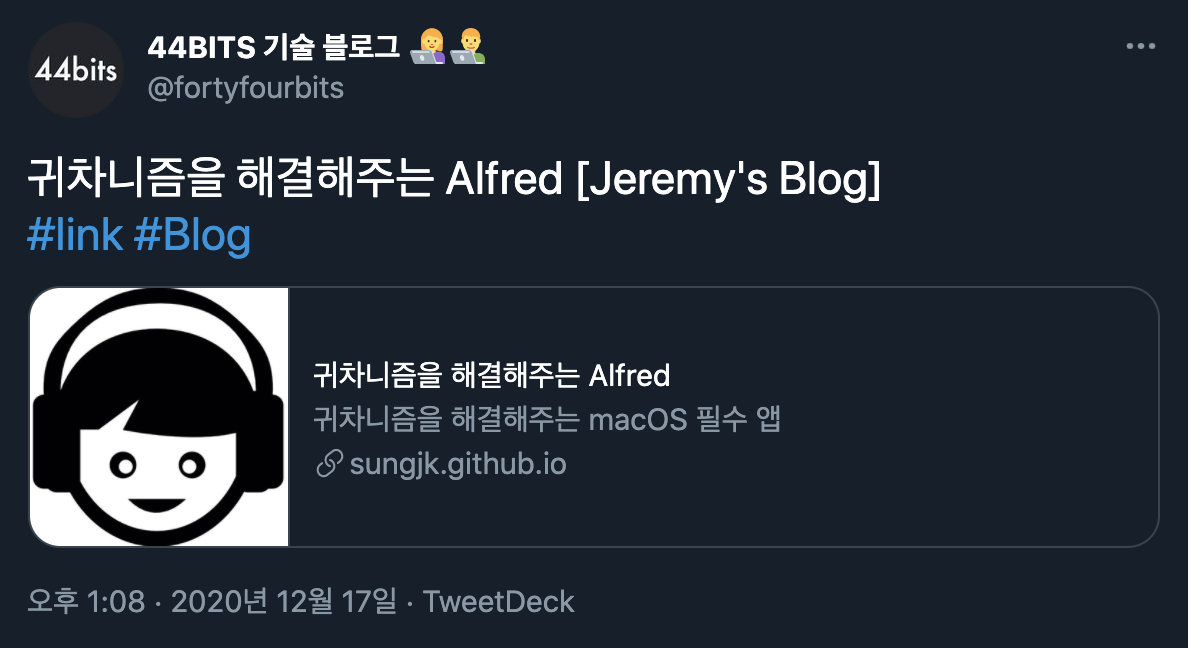 44bits
44BITS 기술 블로그 👩‍💻👨‍💻
@fortyfourbits
귀차니즘을 해결해주는 Alfred [Jeremy's Blog]
#link #Blog
귀차니즘을 해결해주는 Alfred
귀차니즘을 해결해주는 macOS 필수 앱
sungjk.github.io
오후 1:08 · 2020년 12월 17일 · TweetDeck